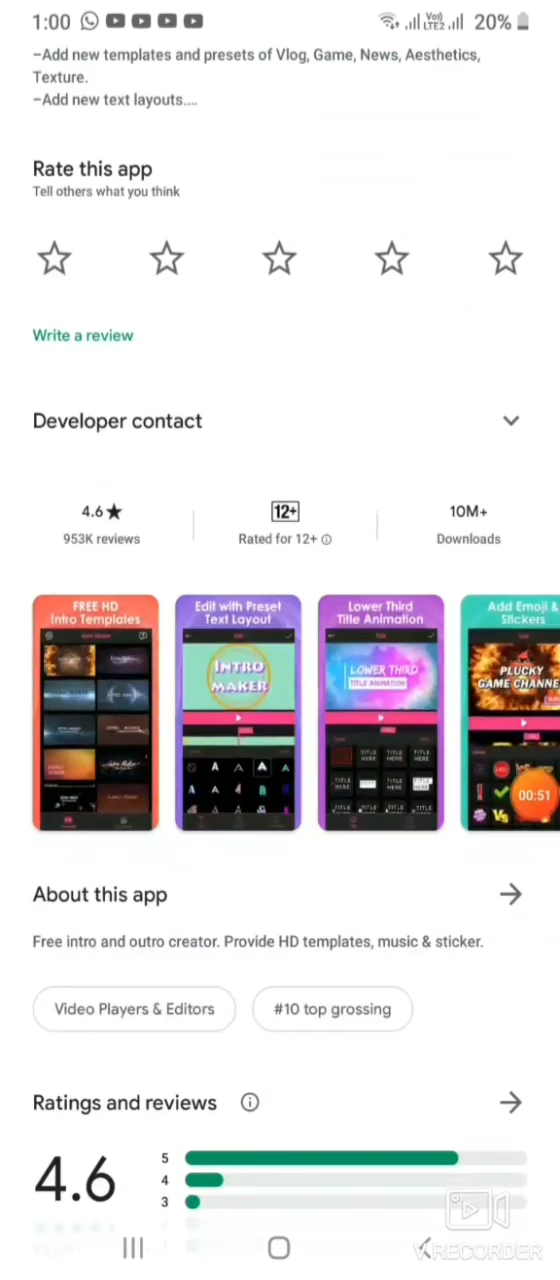 1:00
Vo)) LTE2
20%
–Add new templates and presets of Vlog, Game, News, Aesthetics,
Texture.
–Add new text layouts....
Rate this app
Tell others what you think
Write a review
Developer contact
4.6★
12+
10M+
953K reviews
Rated for 12+
Downloads
FREE HD
Intro Templates
Edit with Preset
Text Layout
INTRO
MAKER
Lower Third
Title Animation
LOWER THIRD
TITLE ANIMATION
TITLE HERE
Add Emoji &
Stickers
PLUCKY
GAME CHANNE
00:51
About this app
Free intro and outro creator. Provide HD templates, music & sticker.
Video Players & Editors
#10 top grossing
Ratings and reviews
4.6
5
4
3
V.RECORDER